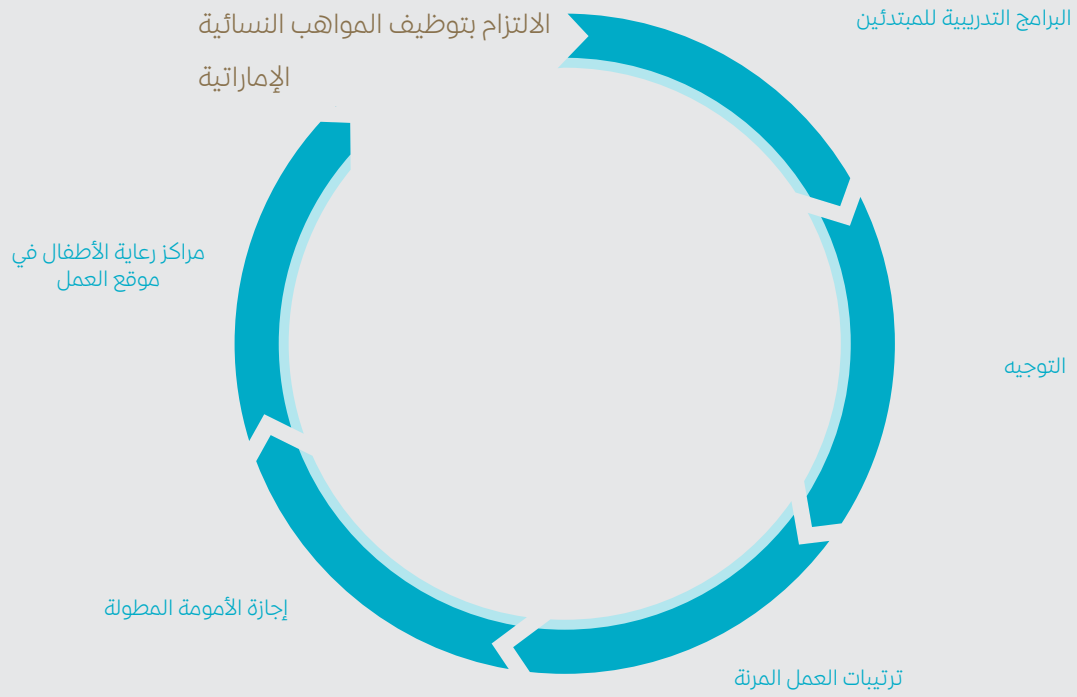 الالتزام بتوظيف المواهب النسائية
الإماراتية
البرامج التدريبية للمبتدئين
التوجيه
ترتيبات العمل المرنة
إجازة الأمومة المطولة
مراكز رعاية الأطفال في
موقع العمل